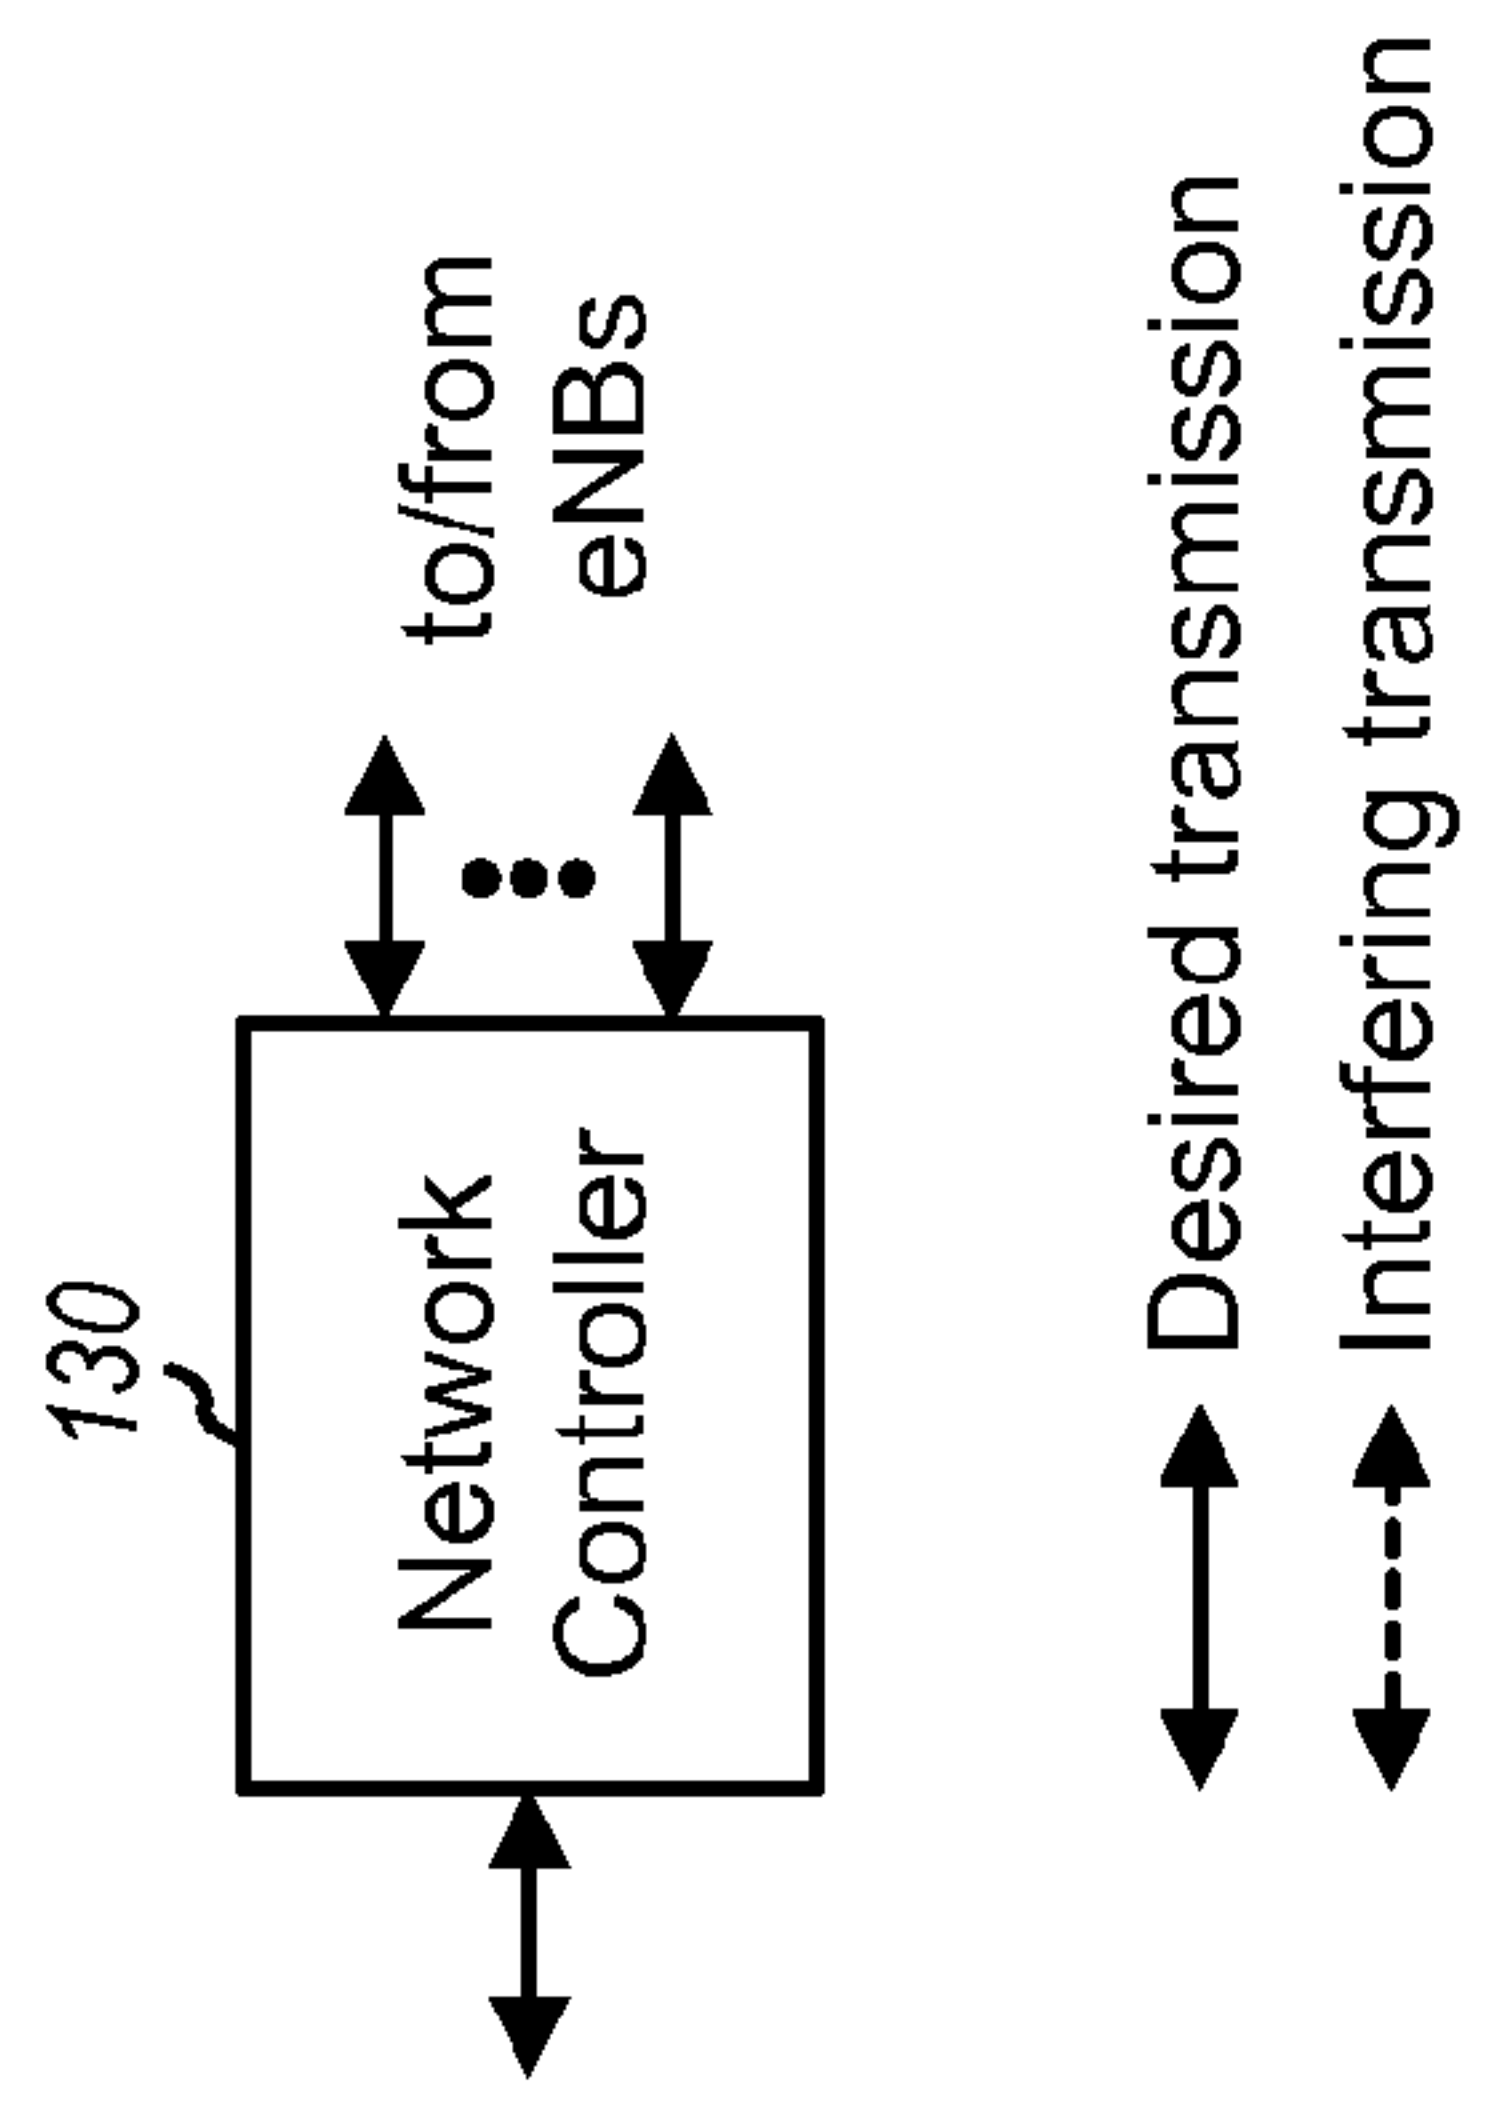 130
Network
Controller
to/from
eNBs
Desired transmission
Interfering transmission